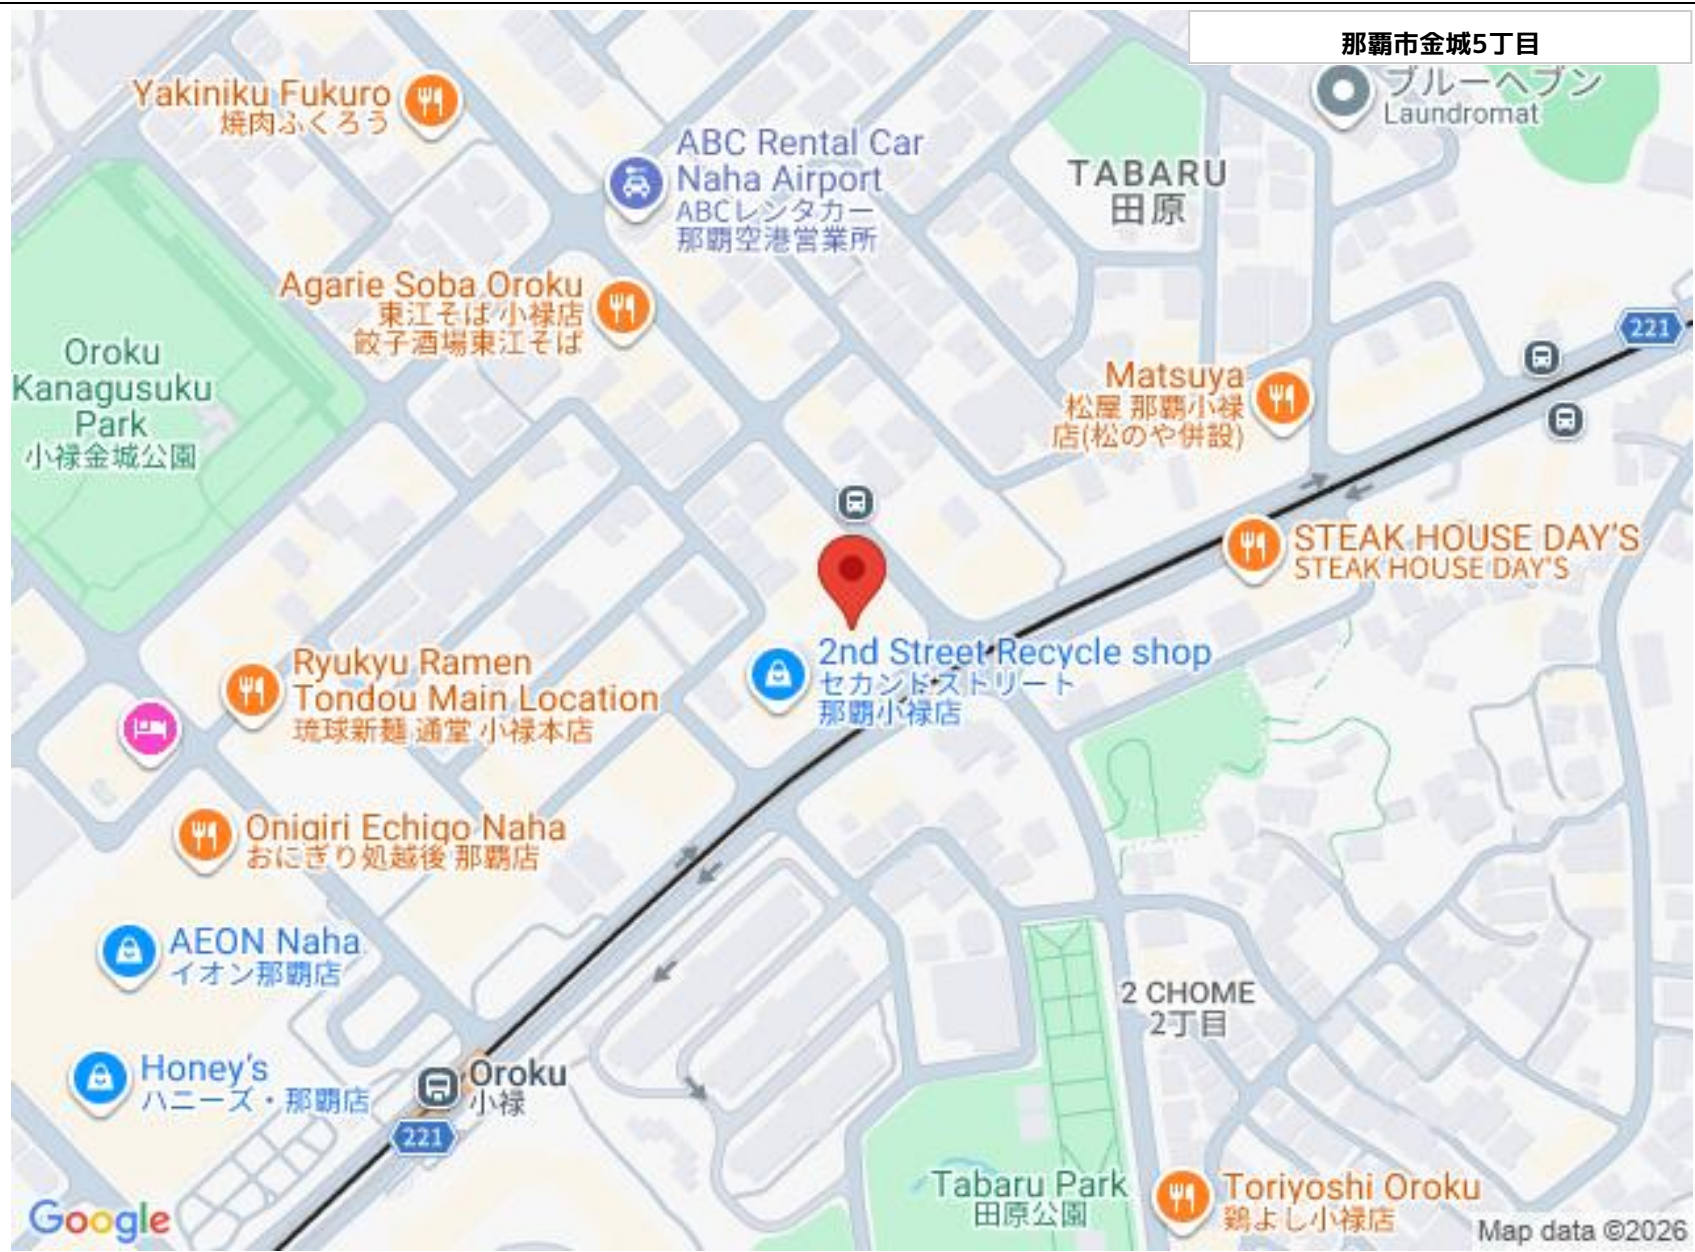 那覇市金城5丁目
ブルーヘブン
Laundromat
Yakiniku Fukuro
焼肉ふくろう
ABC Rental Car
Naha Airport
ABCレンタカー
那覇空港営業所
TABARU
田原
Agarie Soba Oroku
東江そば 小禄店
餃子酒場東江そば
221
Oroku
Kanagusuku
Park
小禄金城公園
Matsuya
松屋 那覇小禄
店(松のや併設)
STEAK HOUSE DAY'S
STEAK HOUSE DAY'S
2nd Street Recycle shop
セカンドストリート
那覇小禄店
Ryukyu Ramen
Tondou Main Location
琉球新麺 通堂 小禄本店
Onigiri Echigo Naha
おにぎり処越後 那覇店
AEON Naha
イオン那覇店
2 CHOME
2丁目
Honey's
ハニーズ・那覇店
Oroku
小禄
221
Tabaru Park
田原公園
Toriyoshi Oroku
鶏よし小禄店
Google
Map data ©2026